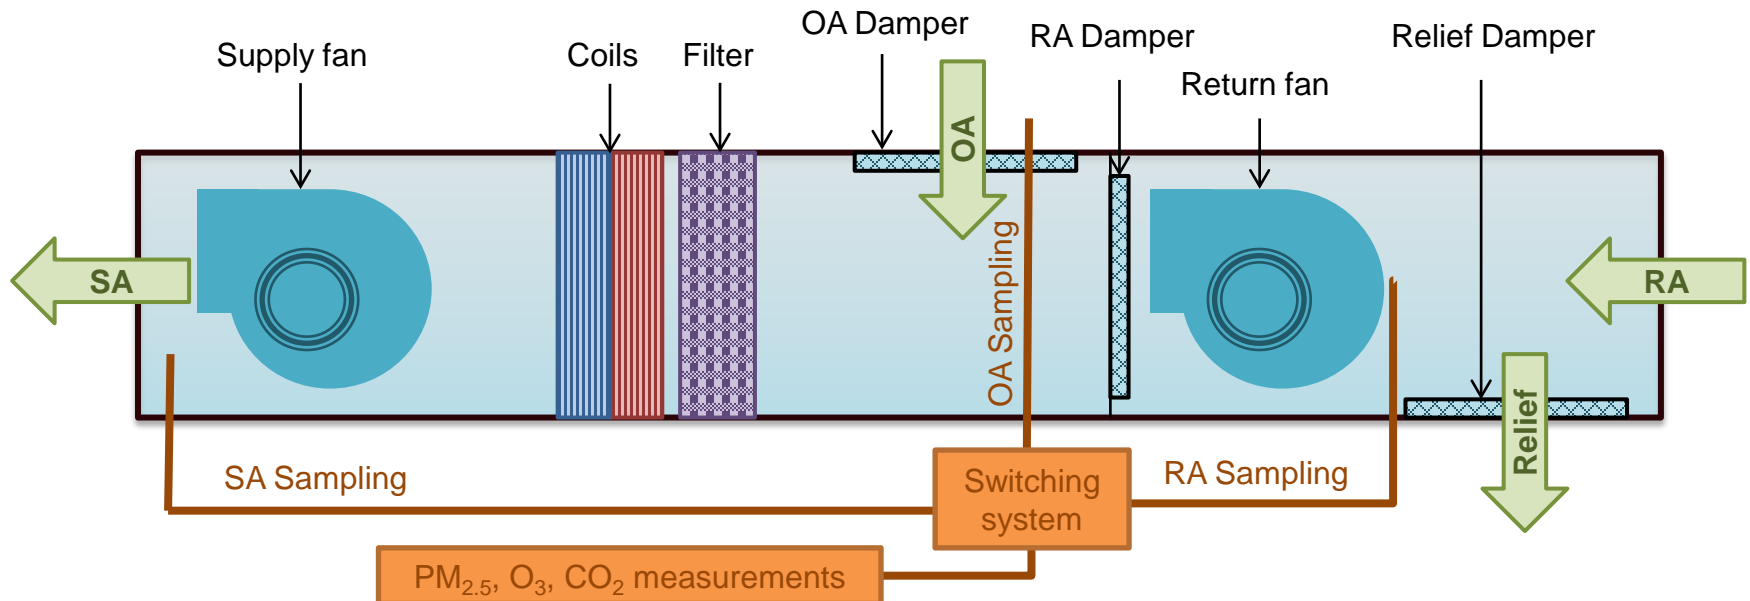 OA Damper
RA Damper
Relief Damper
Supply fan
Coils
Filter
Return fan
OA
SA
RA
OA Sampling
Relief
SA Sampling
Switching
system
RA Sampling
PM2.5, O3, CO2 measurements